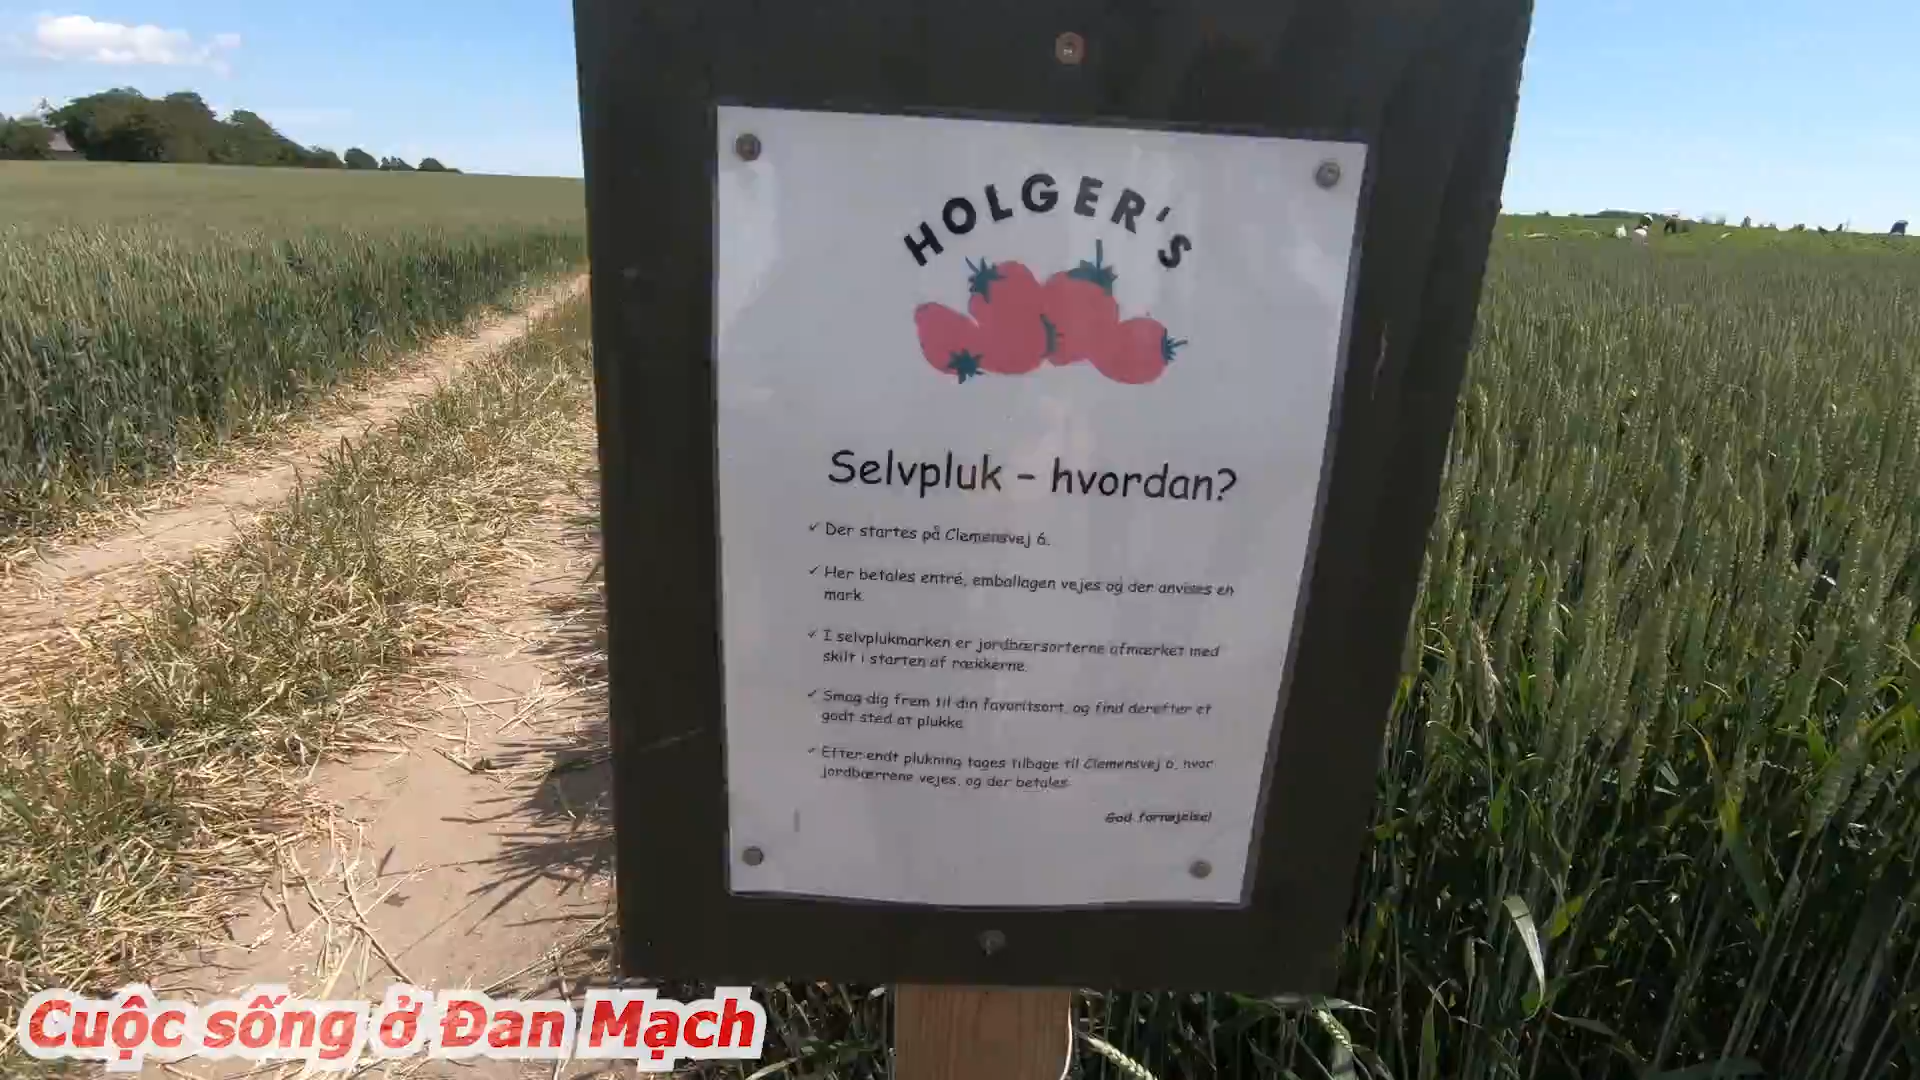 HOLGER'S
Selvpluk - hvordan?
✓ Der startes på Clemensvej 6.
✓ Her betales entré, emballagen vejes og der anvises en
mark.
✓ I selvplukmarken er jordbærsorterne afmærket med
skilt i starten af rækkerne.
✓ Smag dig frem til din favoritsort, og find derefter et
godt sted at plukke.
✓ Efter endt plukning tages tilbage til Clemensvej 6, hvor
jordbærrene vejes, og der betales.
God fornøjelse!
Cuộc sống ở Đan Mạch